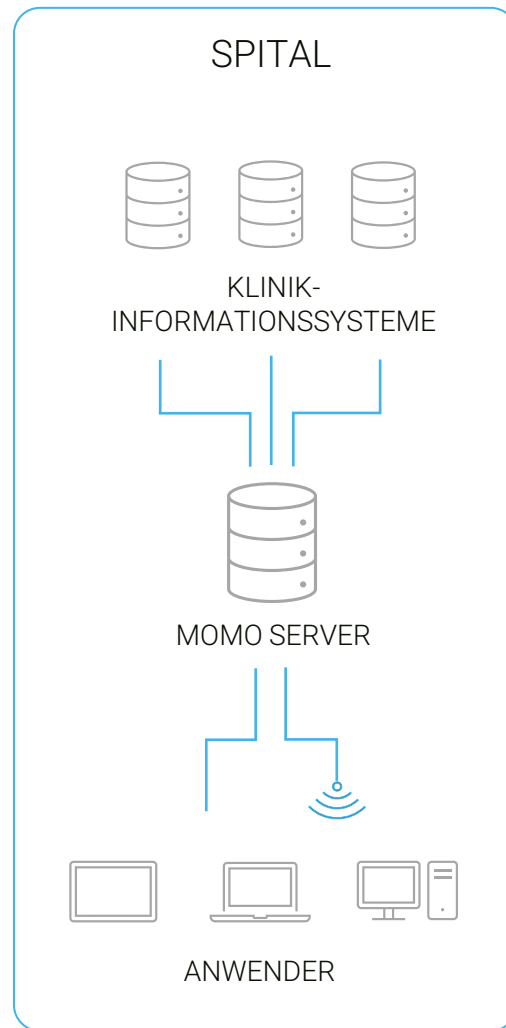 SPITAL
KLINIK-
INFORMATIONSSYSTEME
MOMO SERVER
ANWENDER